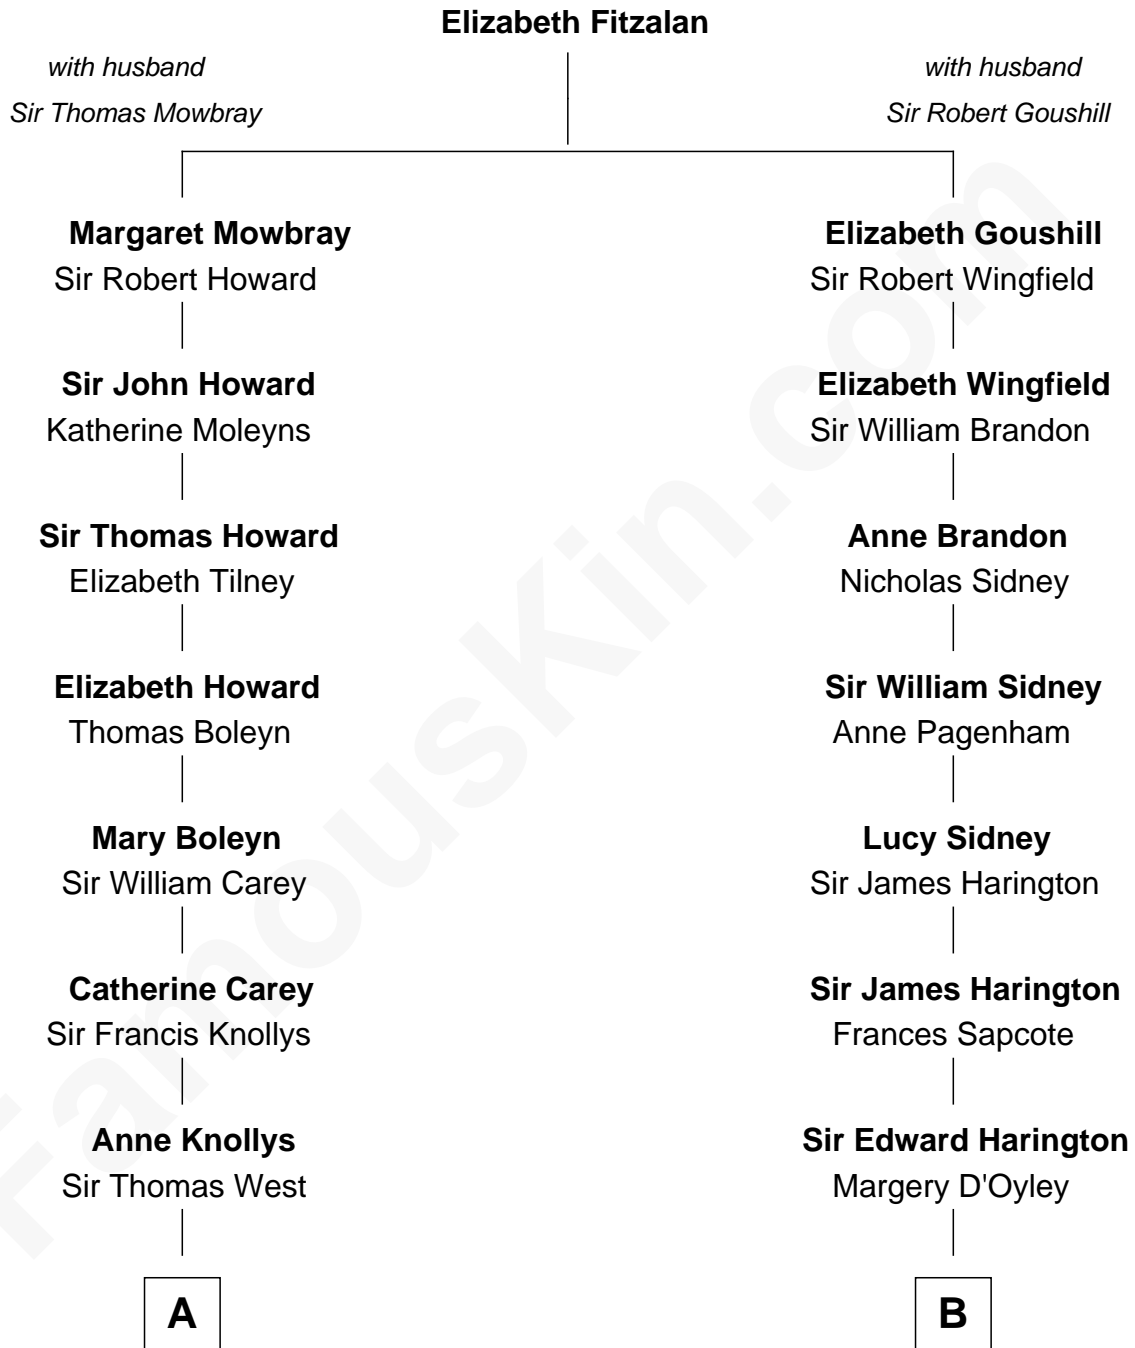 Elizabeth Fitzalan
with husband
Sir Thomas Mowbray
with husband
Sir Robert Goushill
Margaret Mowbray
Sir Robert Howard
Elizabeth Goushill
Sir Robert Wingfield
Sir John Howard
Katherine Moleyns
Elizabeth Wingfield
Sir William Brandon
Sir Thomas Howard
Elizabeth Tilney
Anne Brandon
Nicholas Sidney
Elizabeth Howard
Thomas Boleyn
Sir William Sidney
Anne Pagenham
Mary Boleyn
Sir William Carey
Lucy Sidney
Sir James Harington
Catherine Carey
Sir Francis Knollys
Sir James Harington
Frances Sapcote
Anne Knollys
Sir Thomas West
Sir Edward Harington
Margery D'Oyley
A
B
FamousKin.com